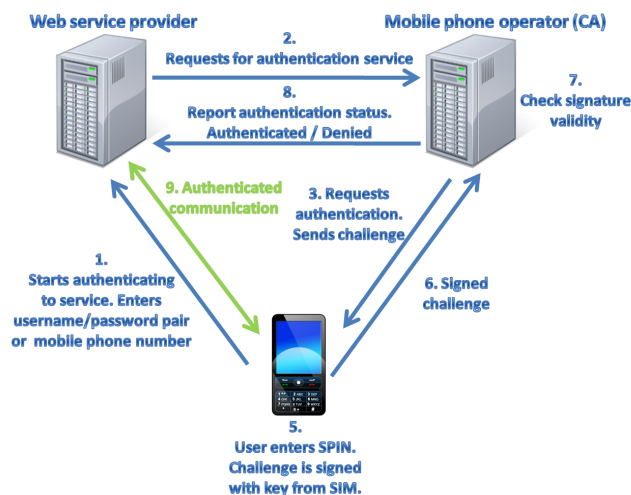 Web service provider
Mobile phone operator (CA)
2.
Requests for authentication service
8.
Report authentication status.
Authenticated / Denied
7.
Check signature
validity
9. Authenticated
communication
3. Requests
authentication.
Sends challenge
1.
Starts authenticating
to service. Enters
username/password pair
or mobile phone number
6. Signed
challenge
5.
User enters SPIN.
Challenge is signed
with key from SIM.